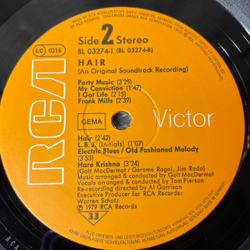 Side 2 Stereo
LC 0316
BL 03274-1 (BL 03274-B)
HAIR
(An Original Soundtrack Recording)
Party Music (3'25)
My Conviction (1'47)
I Got Life (2'15)
Frank Mills (2'39)
GEMA
RCA
Victor
Hair (2'42)
L.B.J. (Initials) (1'07)
Electric Blues / Old Fashioned Melody
(3'50)
Hare Krishna (3'20)
(Galt MacDermot / Gerome Ragni, Jim Rado)
Music arranged & conducted by Galt MacDermot
Vocals arranged & conducted by Tom Pierson
Re-recording directed by Al Garrison
Executive Producer for RCA Records:
Warren Schatz
℗ 1979 RCA Records
33